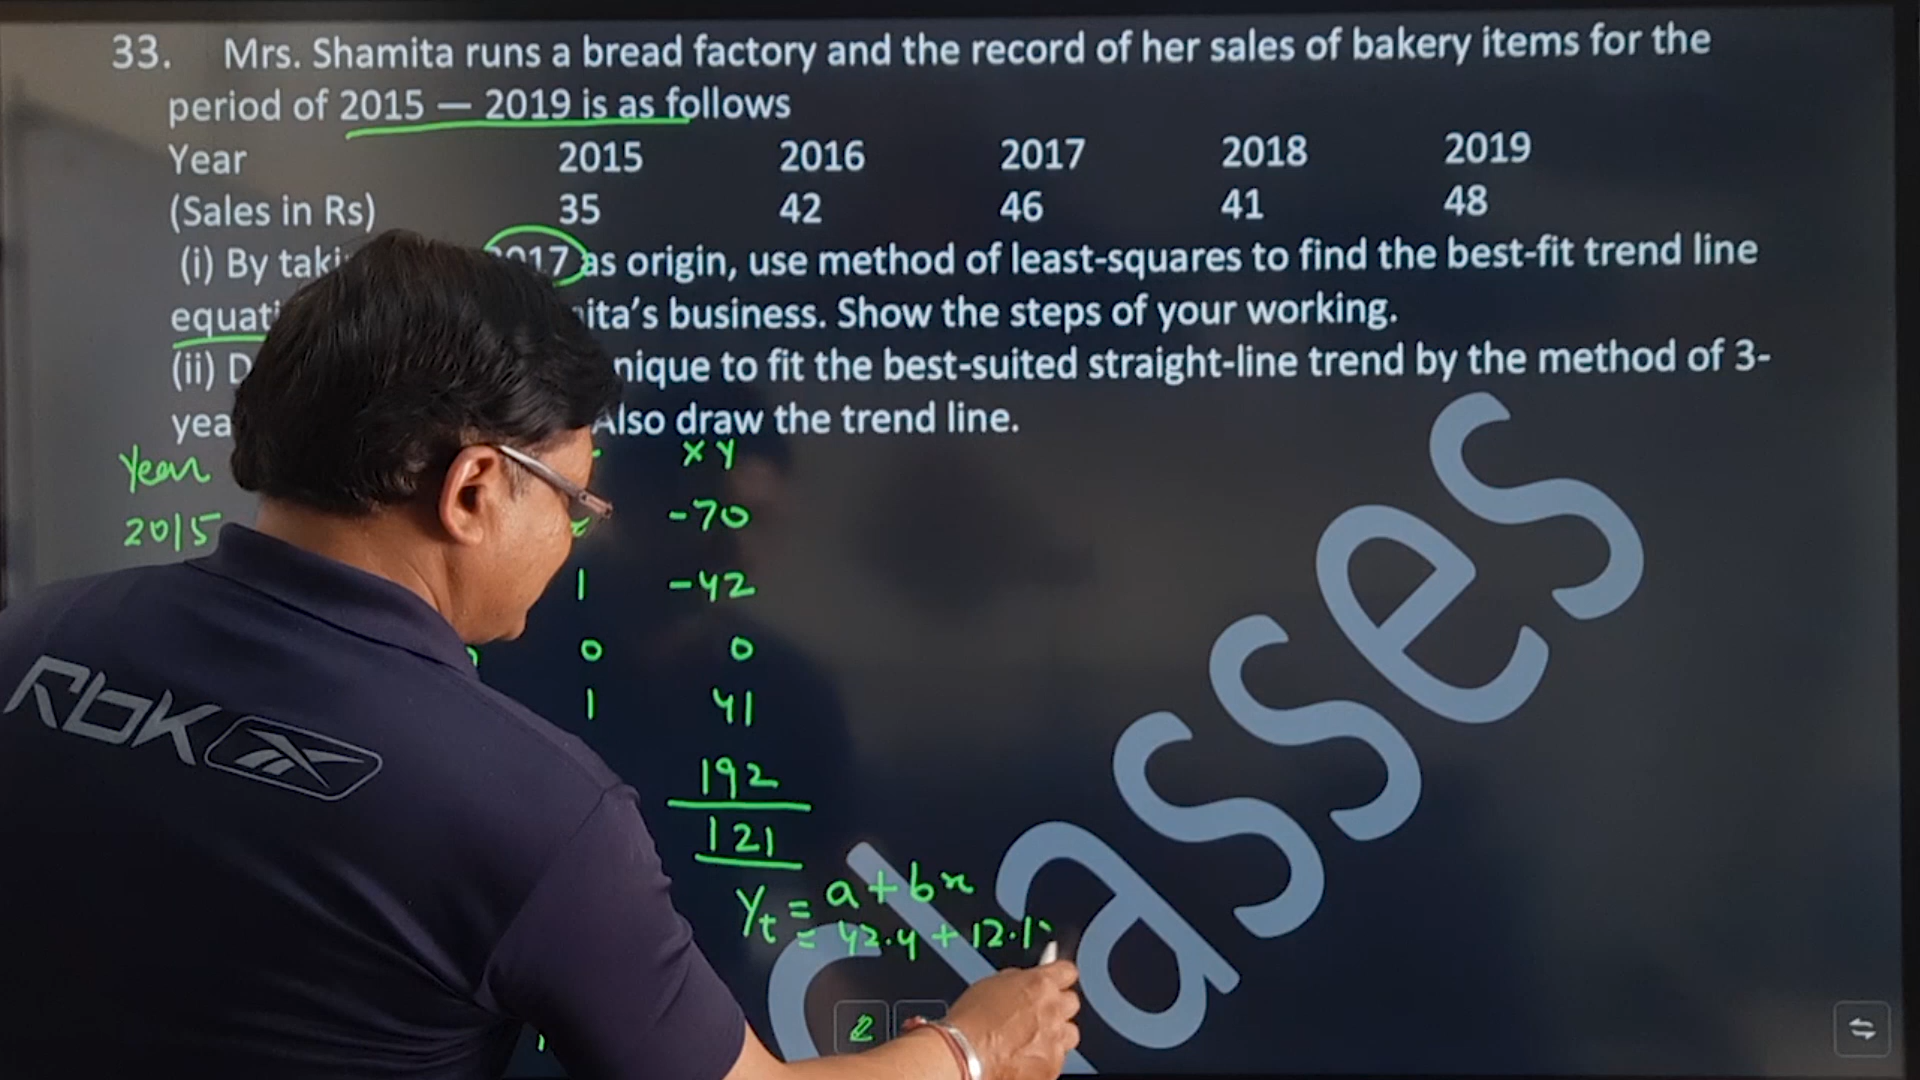 33. Mrs. Shamita runs a bread factory and the record of her sales of bakery items for the
period of 2015 — 2019 is as follows
Year 2015 2016 2017 2018 2019
(Sales in Rs) 35 42 46 41 48
(i) By as origin, use method of least-squares to find the best-fit trend line
business. Show the steps of your working.
(ii) to fit the best-suited straight-line trend by the method of 3-
Also draw the trend line.
Year XY
2015 -70
1 -42
0 0
1 41
192
121
Yt = a+bx
= 42.4 + 12.1
RbK
classes